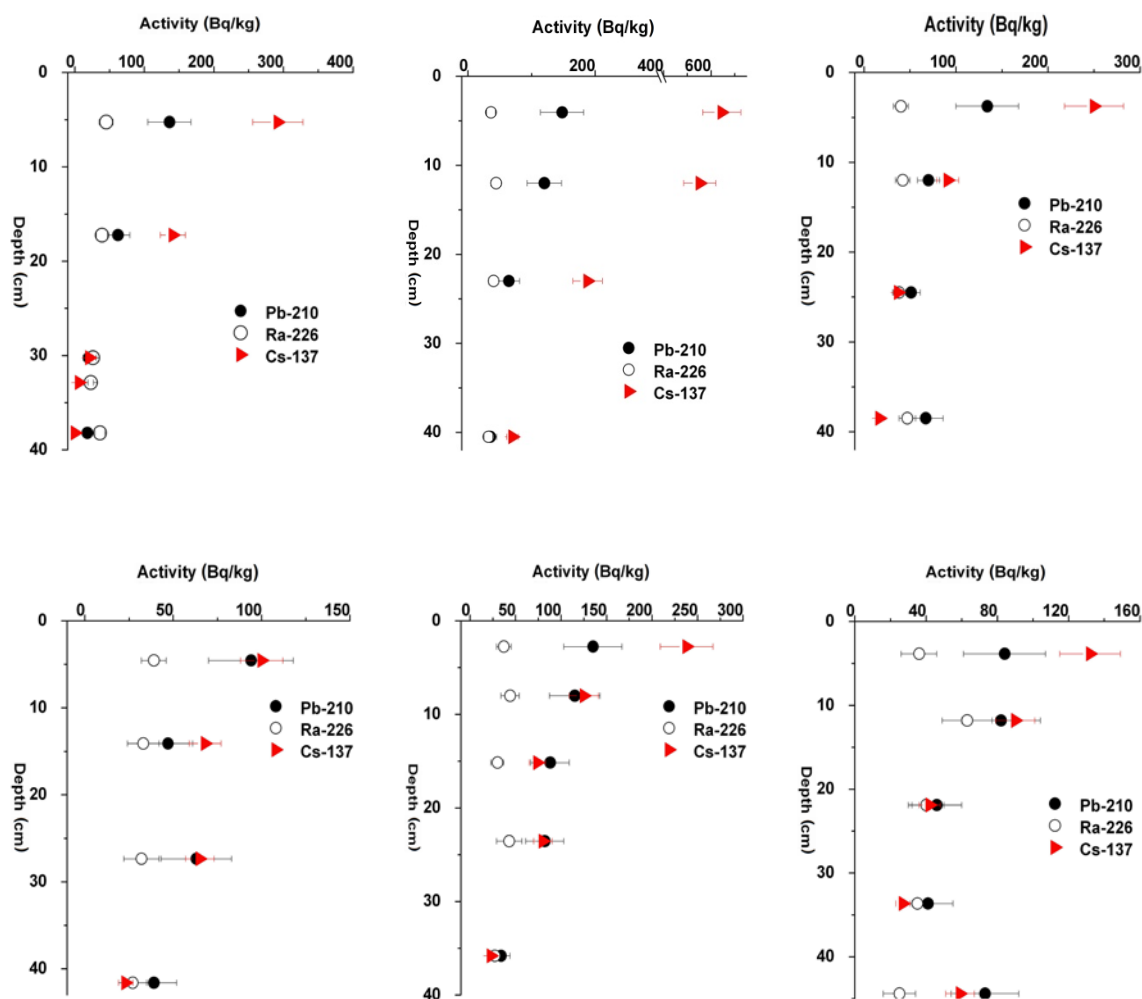 Activity (Bq/kg)
0 100 200 300 400
0
10
20
30
40
Depth (cm)
Pb-210
Ra-226
Cs-137
Activity (Bq/kg)
0 200 400 600
0
10
20
30
40
Depth (cm)
Pb-210
Ra-226
Cs-137
Activity (Bq/kg)
0 100 200 300
0
10
20
30
40
Depth (cm)
Pb-210
Ra-226
Cs-137
Activity (Bq/kg)
0 50 100 150
0
10
20
30
40
Depth (cm)
Pb-210
Ra-226
Cs-137
Activity (Bq/kg)
0 50 100 150 200 250 300
0
10
20
30
40
Depth (cm)
Pb-210
Ra-226
Cs-137
Activity (Bq/kg)
0 40 80 120 160
0
10
20
30
40
Depth (cm)
Pb-210
Ra-226
Cs-137